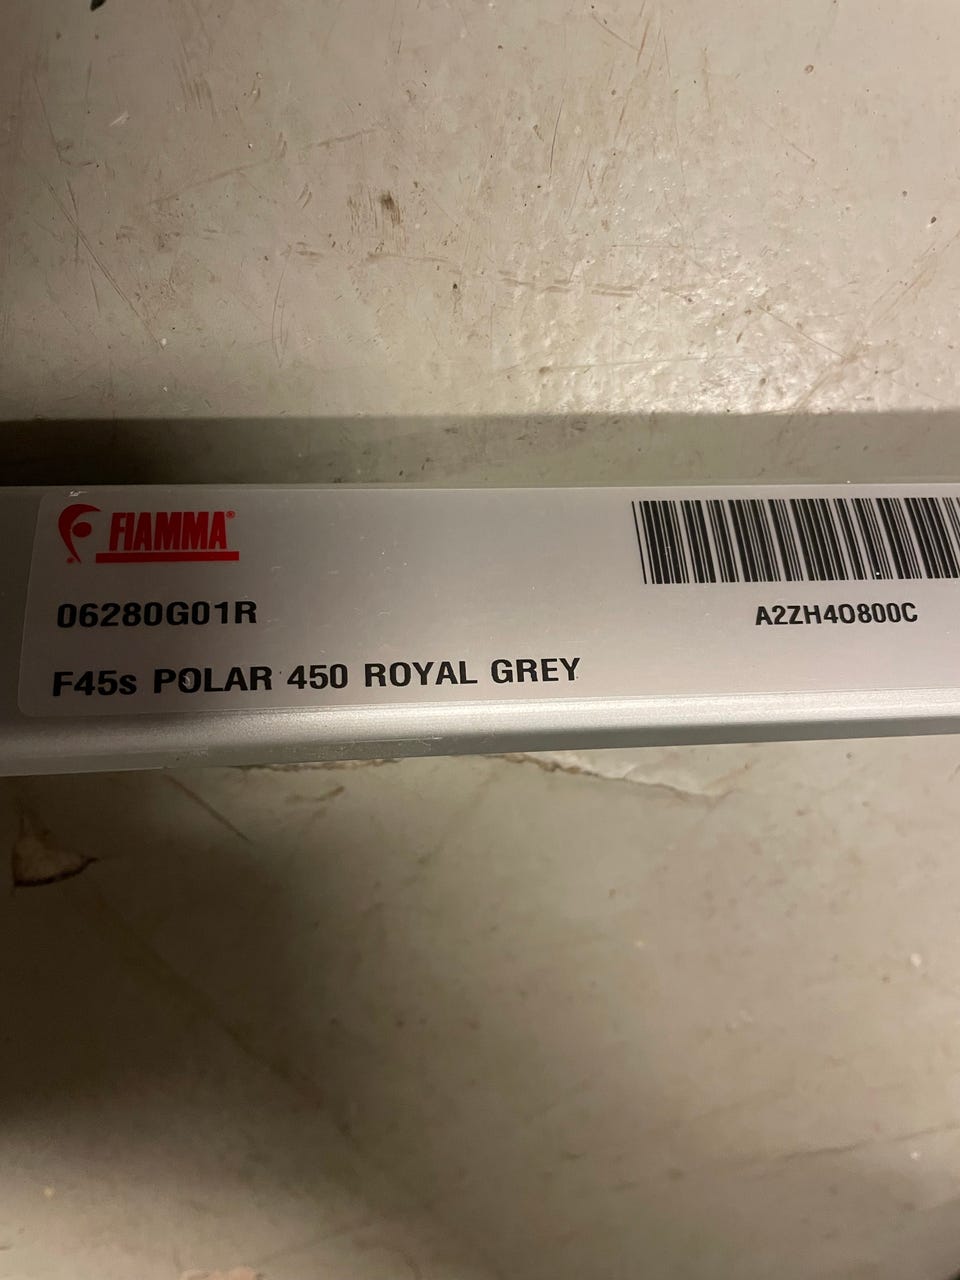 FIAMMA®
06280G01R
A2ZH40800C
F45s POLAR 450 ROYAL GREY